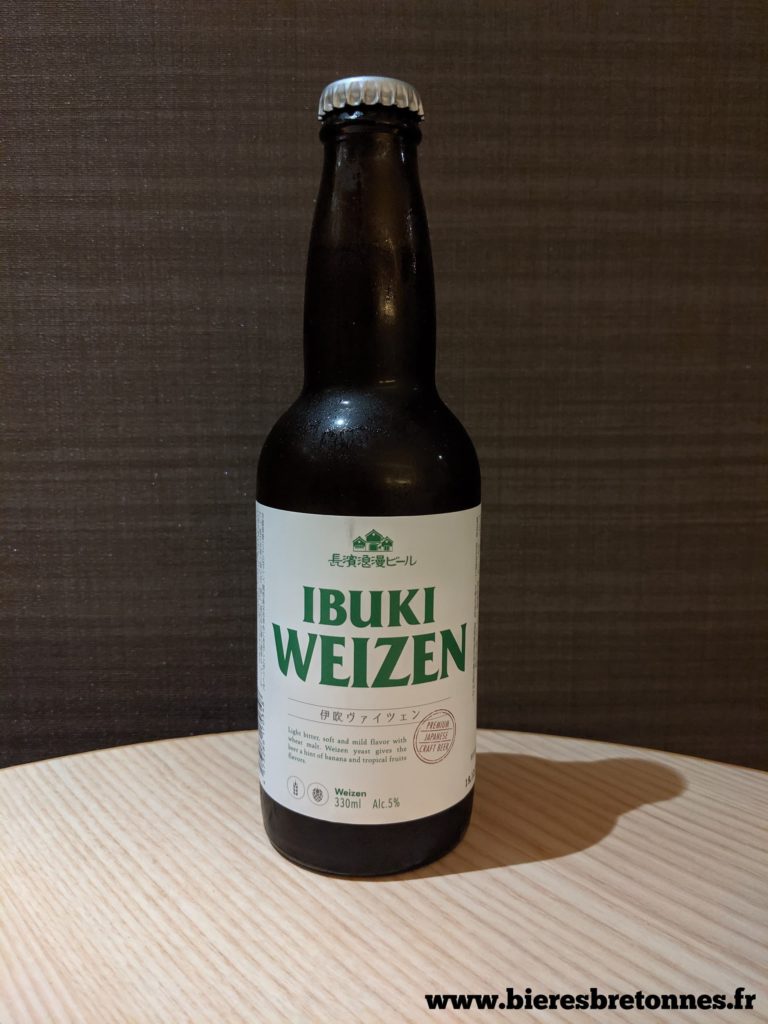 長濱浪漫ビール
IBUKI
WEIZEN
伊吹ヴァイツェン
Light bitter, soft and mild flavor with
wheat malt. Weizen yeast gives the
beer a hint of banana and tropical fruits
flavors.
PREMIUM
JAPANESE
CRAFT BEER
Weizen
330ml Alc.5%
www.bieresbretonnes.fr